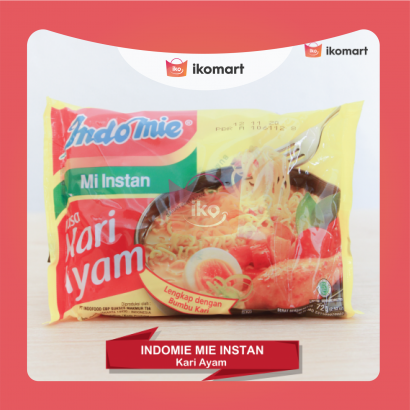 ikomart
ikomart
Indomie
Mi Instan
RASA
Kari
Ayam
iko
Lengkap dengan
Bumbu Kari
INDOMIE MIE INSTAN
Kari Ayam